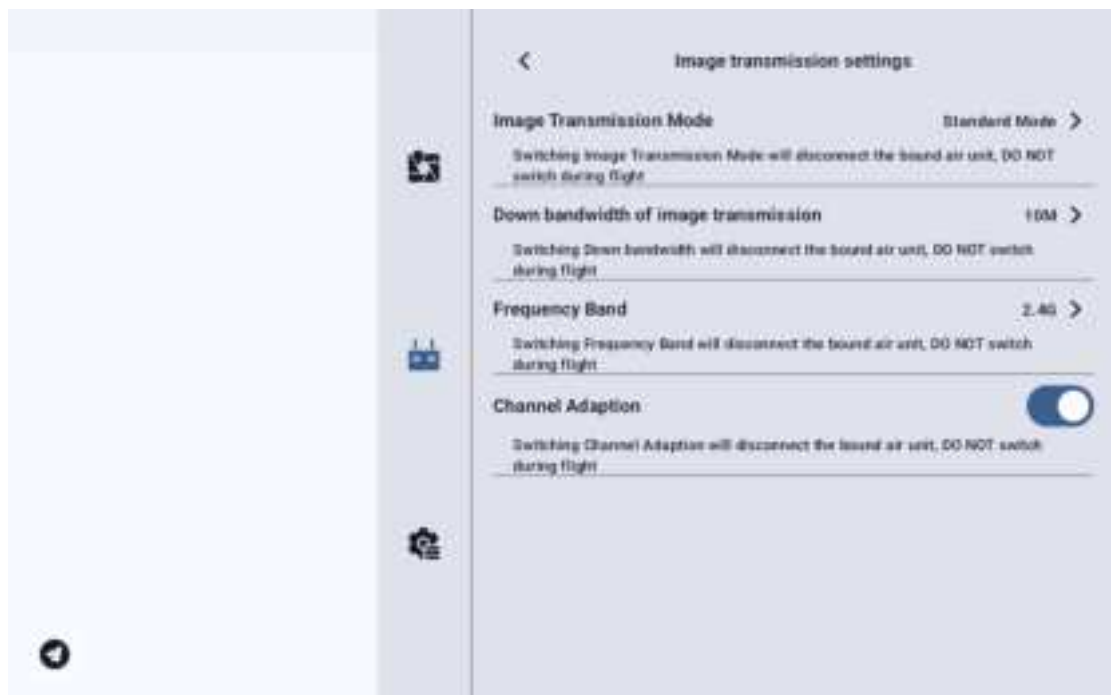 Image transmission settings
Image Transmission Mode
Standard Mode
Switching Image Transmission Mode will disconnect the bound air unit, DO NOT
switch during flight
Down bandwidth of image transmission
10M
Switching Down bandwidth will disconnect the bound air unit, DO NOT switch
during flight
Frequency Band
2.4G
Switching Frequency Band will disconnect the bound air unit, DO NOT switch
during flight
Channel Adaption
Switching Channel Adaption will disconnect the bound air unit, DO NOT switch
during flight